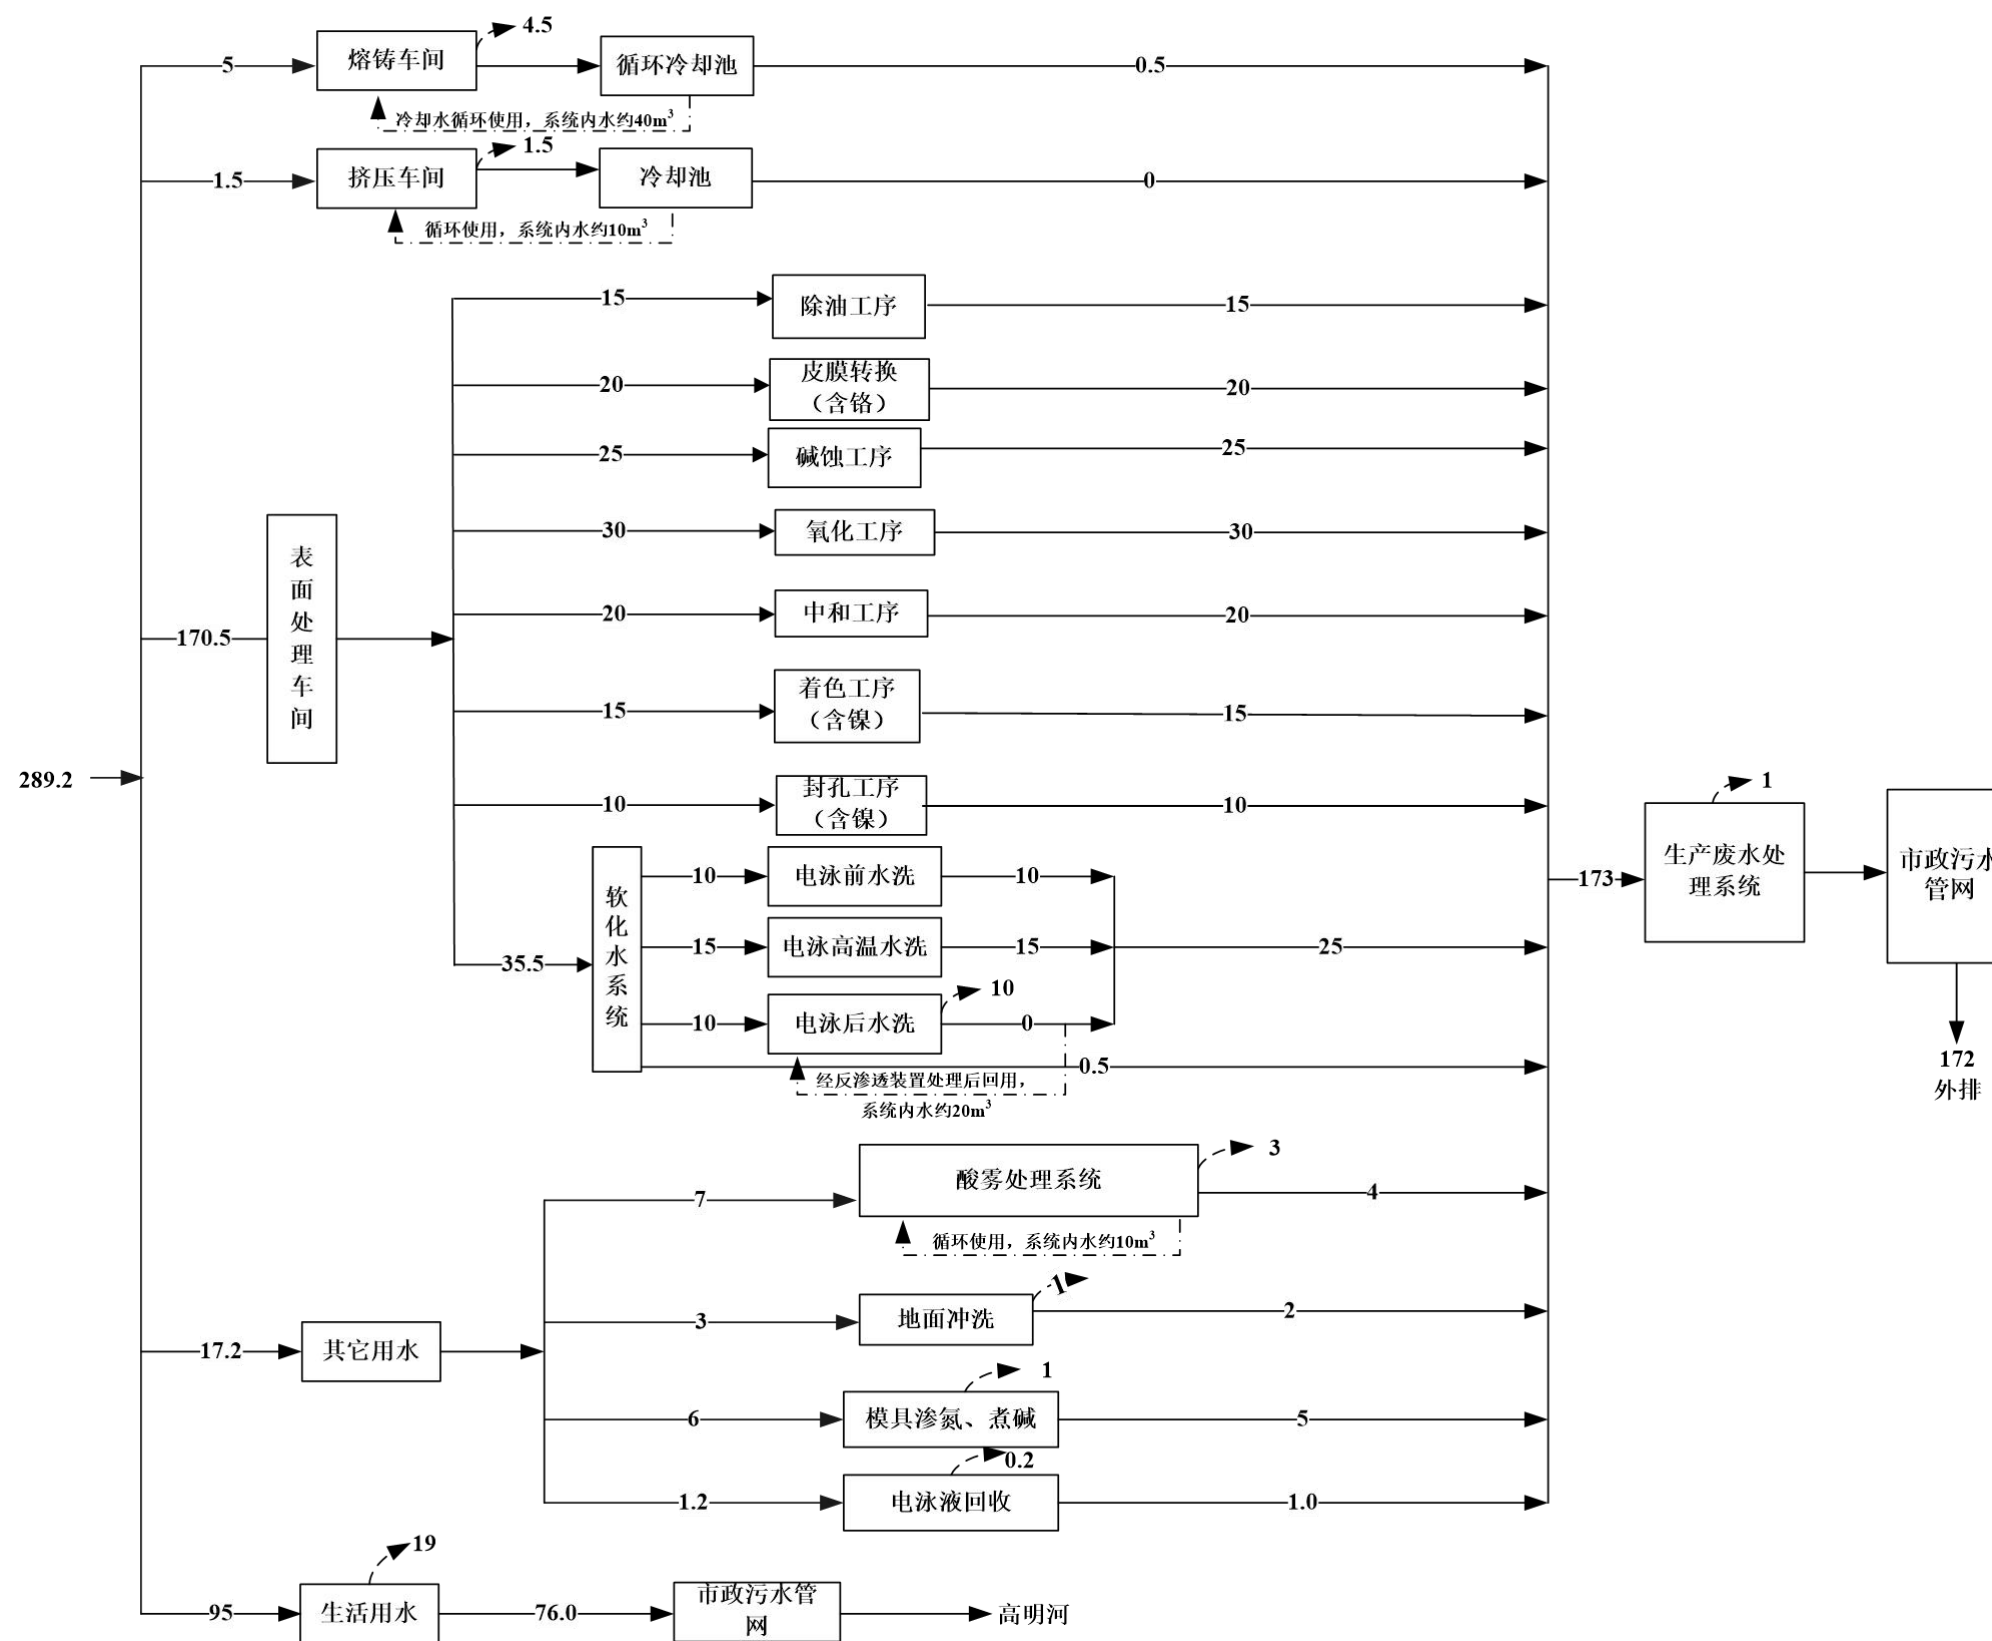 4.5
5
熔铸车间
循环冷却池
0.5
冷却水循环使用，系统内水约40m³
1.5
1.5
挤压车间
冷却池
0
循环使用，系统内水约10m³
15
除油工序
15
20
皮膜转换
（含铬）
20
25
碱蚀工序
25
30
氧化工序
30
表
面
处
理
车
间
170.5
20
中和工序
20
15
着色工序
（含镍）
15
289.2
10
封孔工序
（含镍）
10
1
173
生产废水处
理系统
市政污水
管网
172
外排
35.5
软
化
水
系
统
10
电泳前水洗
10
15
电泳高温水洗
15
25
10
10
电泳后水洗
0
0.5
经反渗透装置处理后回用，
系统内水约20m³
3
7
酸雾处理系统
4
循环使用，系统内水约10m³
1
3
地面冲洗
2
17.2
其它用水
1
6
模具渗氮、煮碱
5
0.2
1.2
电泳液回收
1.0
19
95
生活用水
76.0
市政污水管
网
高明河